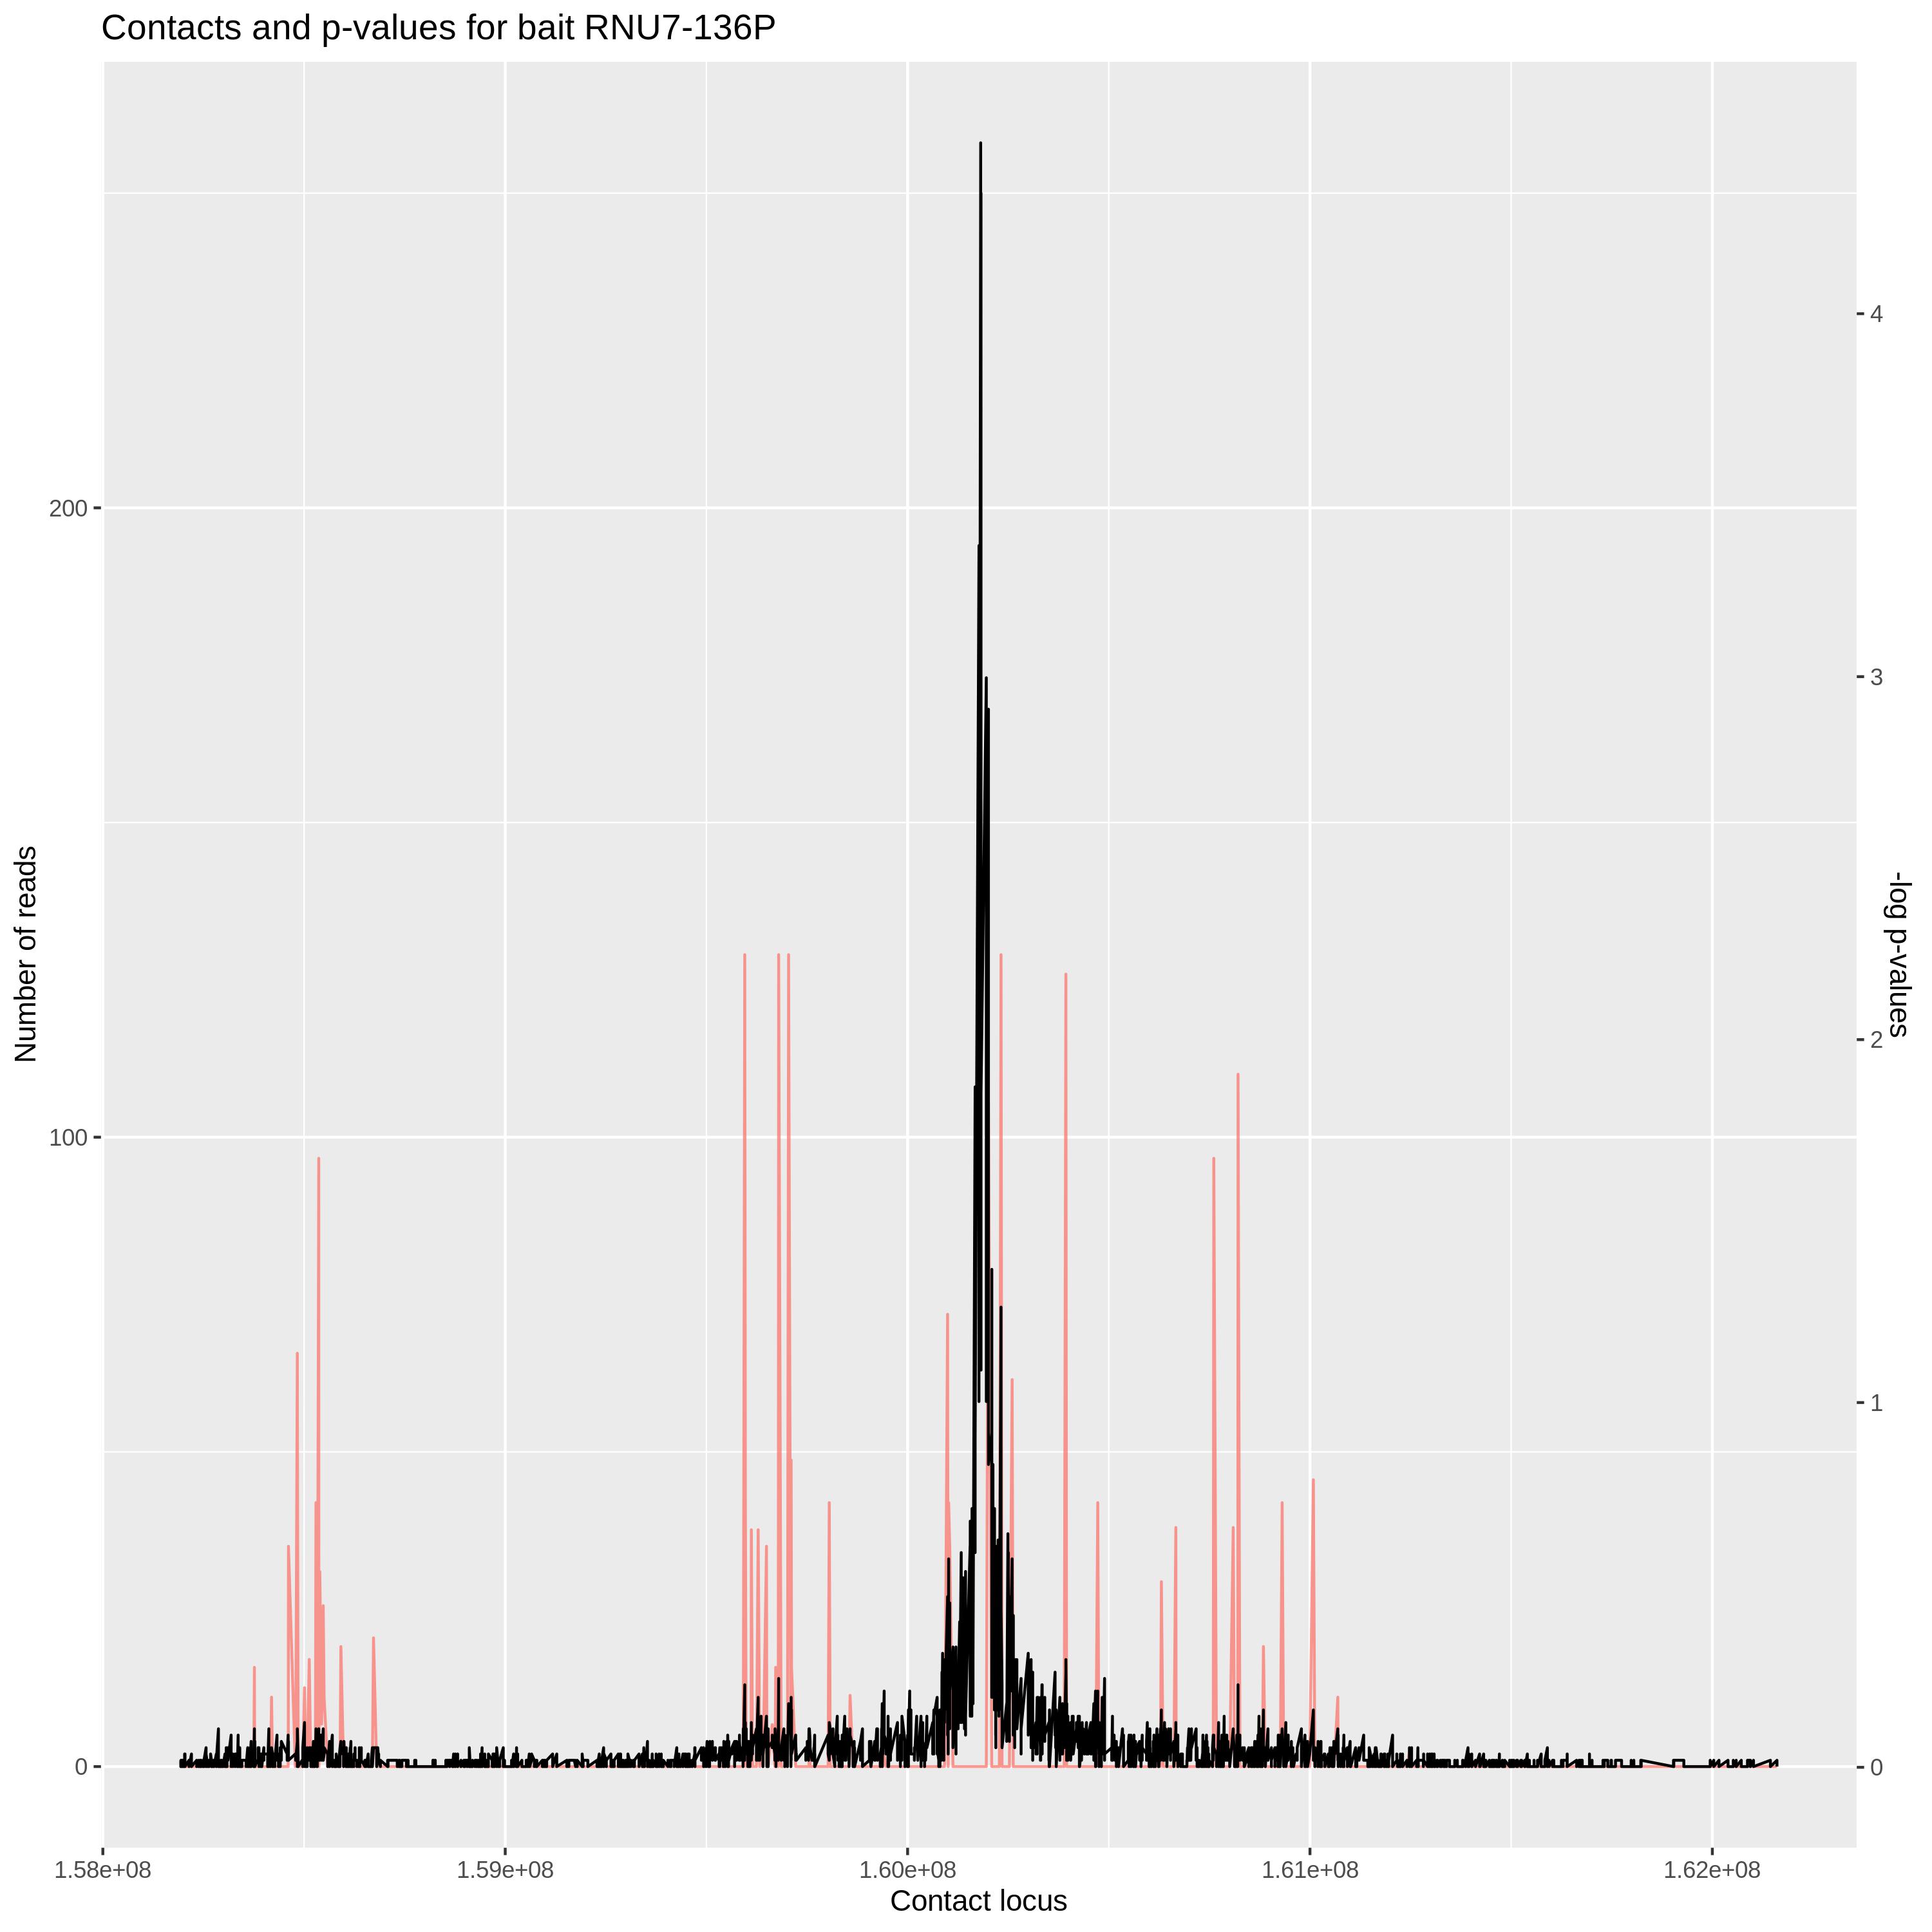 Contacts and p-values for bait RNU7-136P
Number of reads
200
100
0
4
3
2
1
0
-log p-values
1.58e+08
1.59e+08
1.60e+08
1.61e+08
1.62e+08
Contact locus